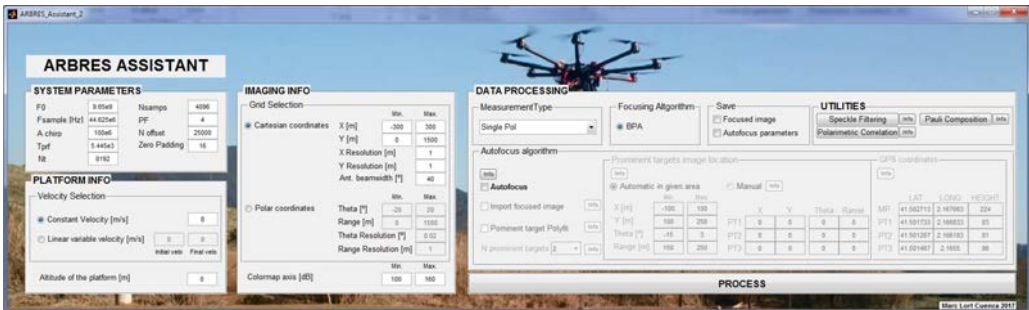 ARBRES_Assistant_2
ARBRES ASSISTANT
SYSTEM PARAMETERS
F0 9.65e9 Nsamps 4096
Fsample [Hz] 44.625e6 PF 4
A chirp 100e6 N offset 25000
Tprf 5.445e3 Zero Padding 16
Nt 8192
PLATFORM INFO
Velocity Selection
Constant Velocity [m/s] 8
Linear variable velocity [m/s] 0 0
Initial velo Final velo
Altitude of the platform [m] 0
IMAGING INFO
Grid Selection
Min. Max.
Cartesian coordinates X [m] -300 300
Y [m] 0 1500
X Resolution [m] 1
Y Resolution [m] 1
Ant. beamwidth [º] 40
Polar coordinates Theta [º] -20 20
Range [m] 0 1500
Theta Resolution [º] 0.02
Range Resolution [m] 1
Min. Max.
Colormap axis [dB] 100 160
DATA PROCESSING
MeasurementType
Single Pol
Focusing Altgorithm
BPA
Save
Focused image
Autofocus parameters
UTILITIES
Speckle Filtering Info Pauli Composition Info
Polarimetric Correlation Info
Autofocus algorithm
Info
Autofocus
Import focused image Info
Pominent target Polyfit Info
N prominent targets 2 Info
Prominent targets image location
Info
Automatic in given area Manual Info
Min. Max.
X [m] -100 100
Y [m] 100 250
Theta [º] -15 5
Range [m] 150 250
X Y Theta Range
PT1 0 0 0 0
PT2 0 0 0 0
PT3 0 0 0 0
GPS coordinates
Info
LAT LONG HEIGHT
MP 41.502713 2.167663 224
PT1 41.501733 2.166833 83
PT2 41.501287 2.166183 81
PT3 41.501467 2.1655 98
PROCESS
Marc Lort Cuenca 2017